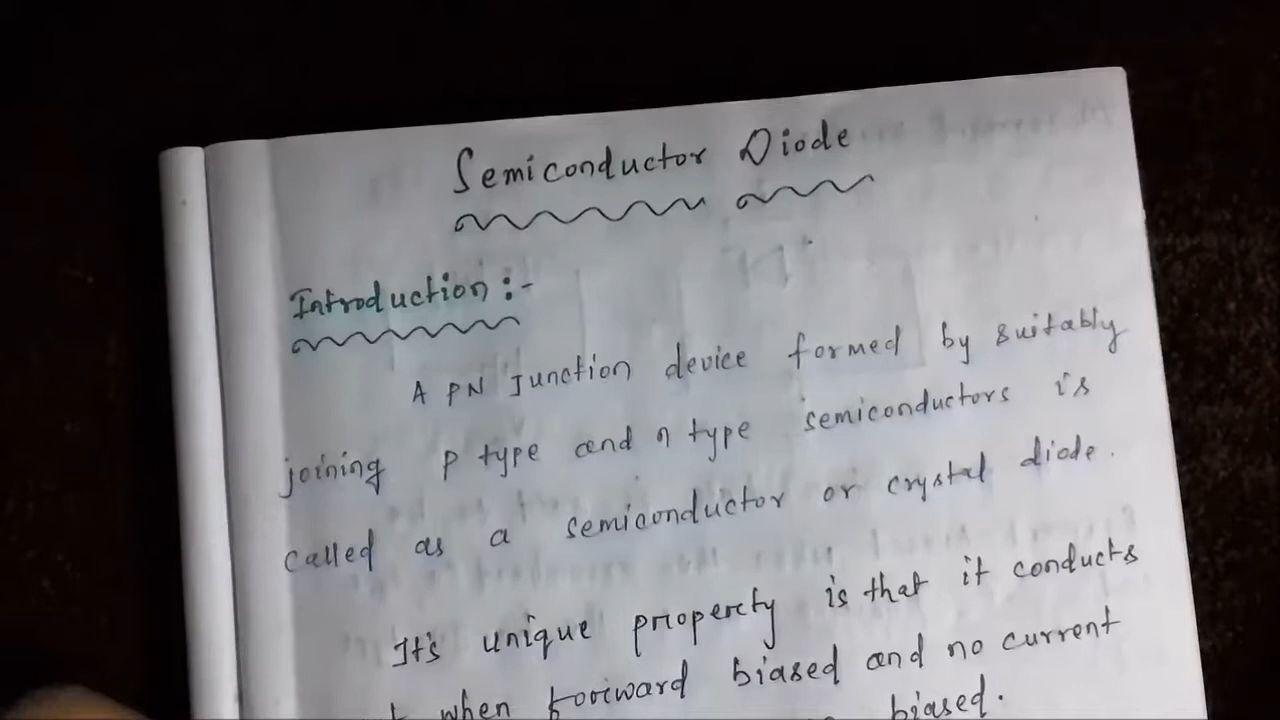 Semiconductor Diode
Introduction :-
A PN Junction device formed by suitably
joining p type and n type semiconductors is
called as a semiconductor or crystal diode.
It's unique property is that it conducts
when forward biased and no current
biased.